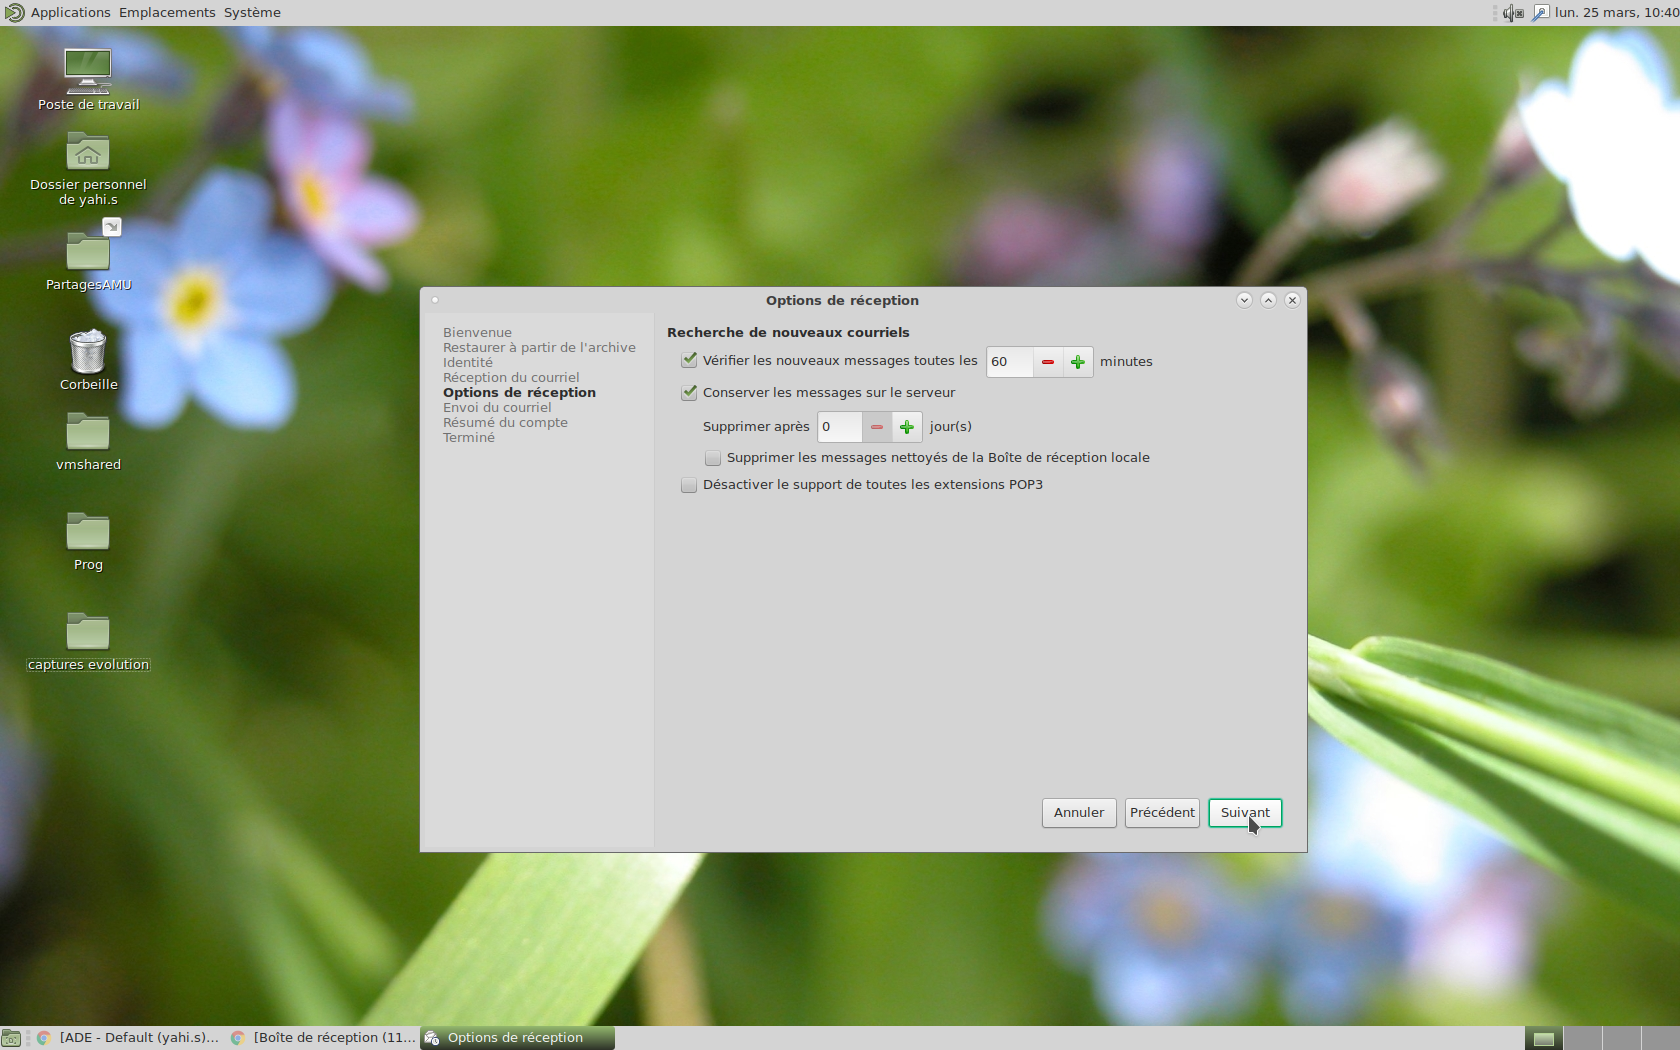 Applications Emplacements Système
lun. 25 mars, 10:40
Poste de travail
Dossier personnel
de yahi.s
PartagesAMU
Corbeille
vmshared
Prog
captures evolution
Options de réception
Bienvenue
Restaurer à partir de l'archive
Identité
Réception du courriel
Options de réception
Envoi du courriel
Résumé du compte
Terminé
Recherche de nouveaux courriels
Vérifier les nouveaux messages toutes les 60 minutes
Conserver les messages sur le serveur
Supprimer après 0 jour(s)
Supprimer les messages nettoyés de la Boîte de réception locale
Désactiver le support de toutes les extensions POP3
Annuler Précédent Suivant
[ADE - Default (yahi.s)... [Boîte de réception (11... Options de réception